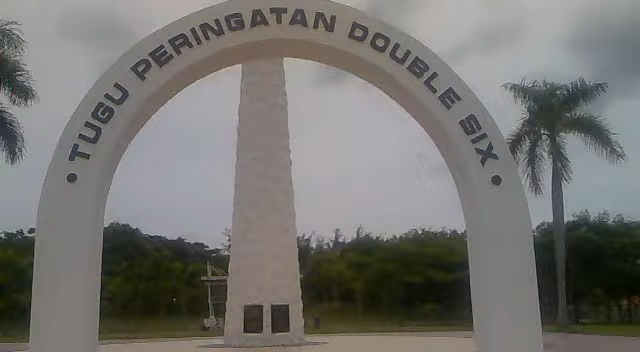 • TUGU PERINGATAN DOUBLE SIX •